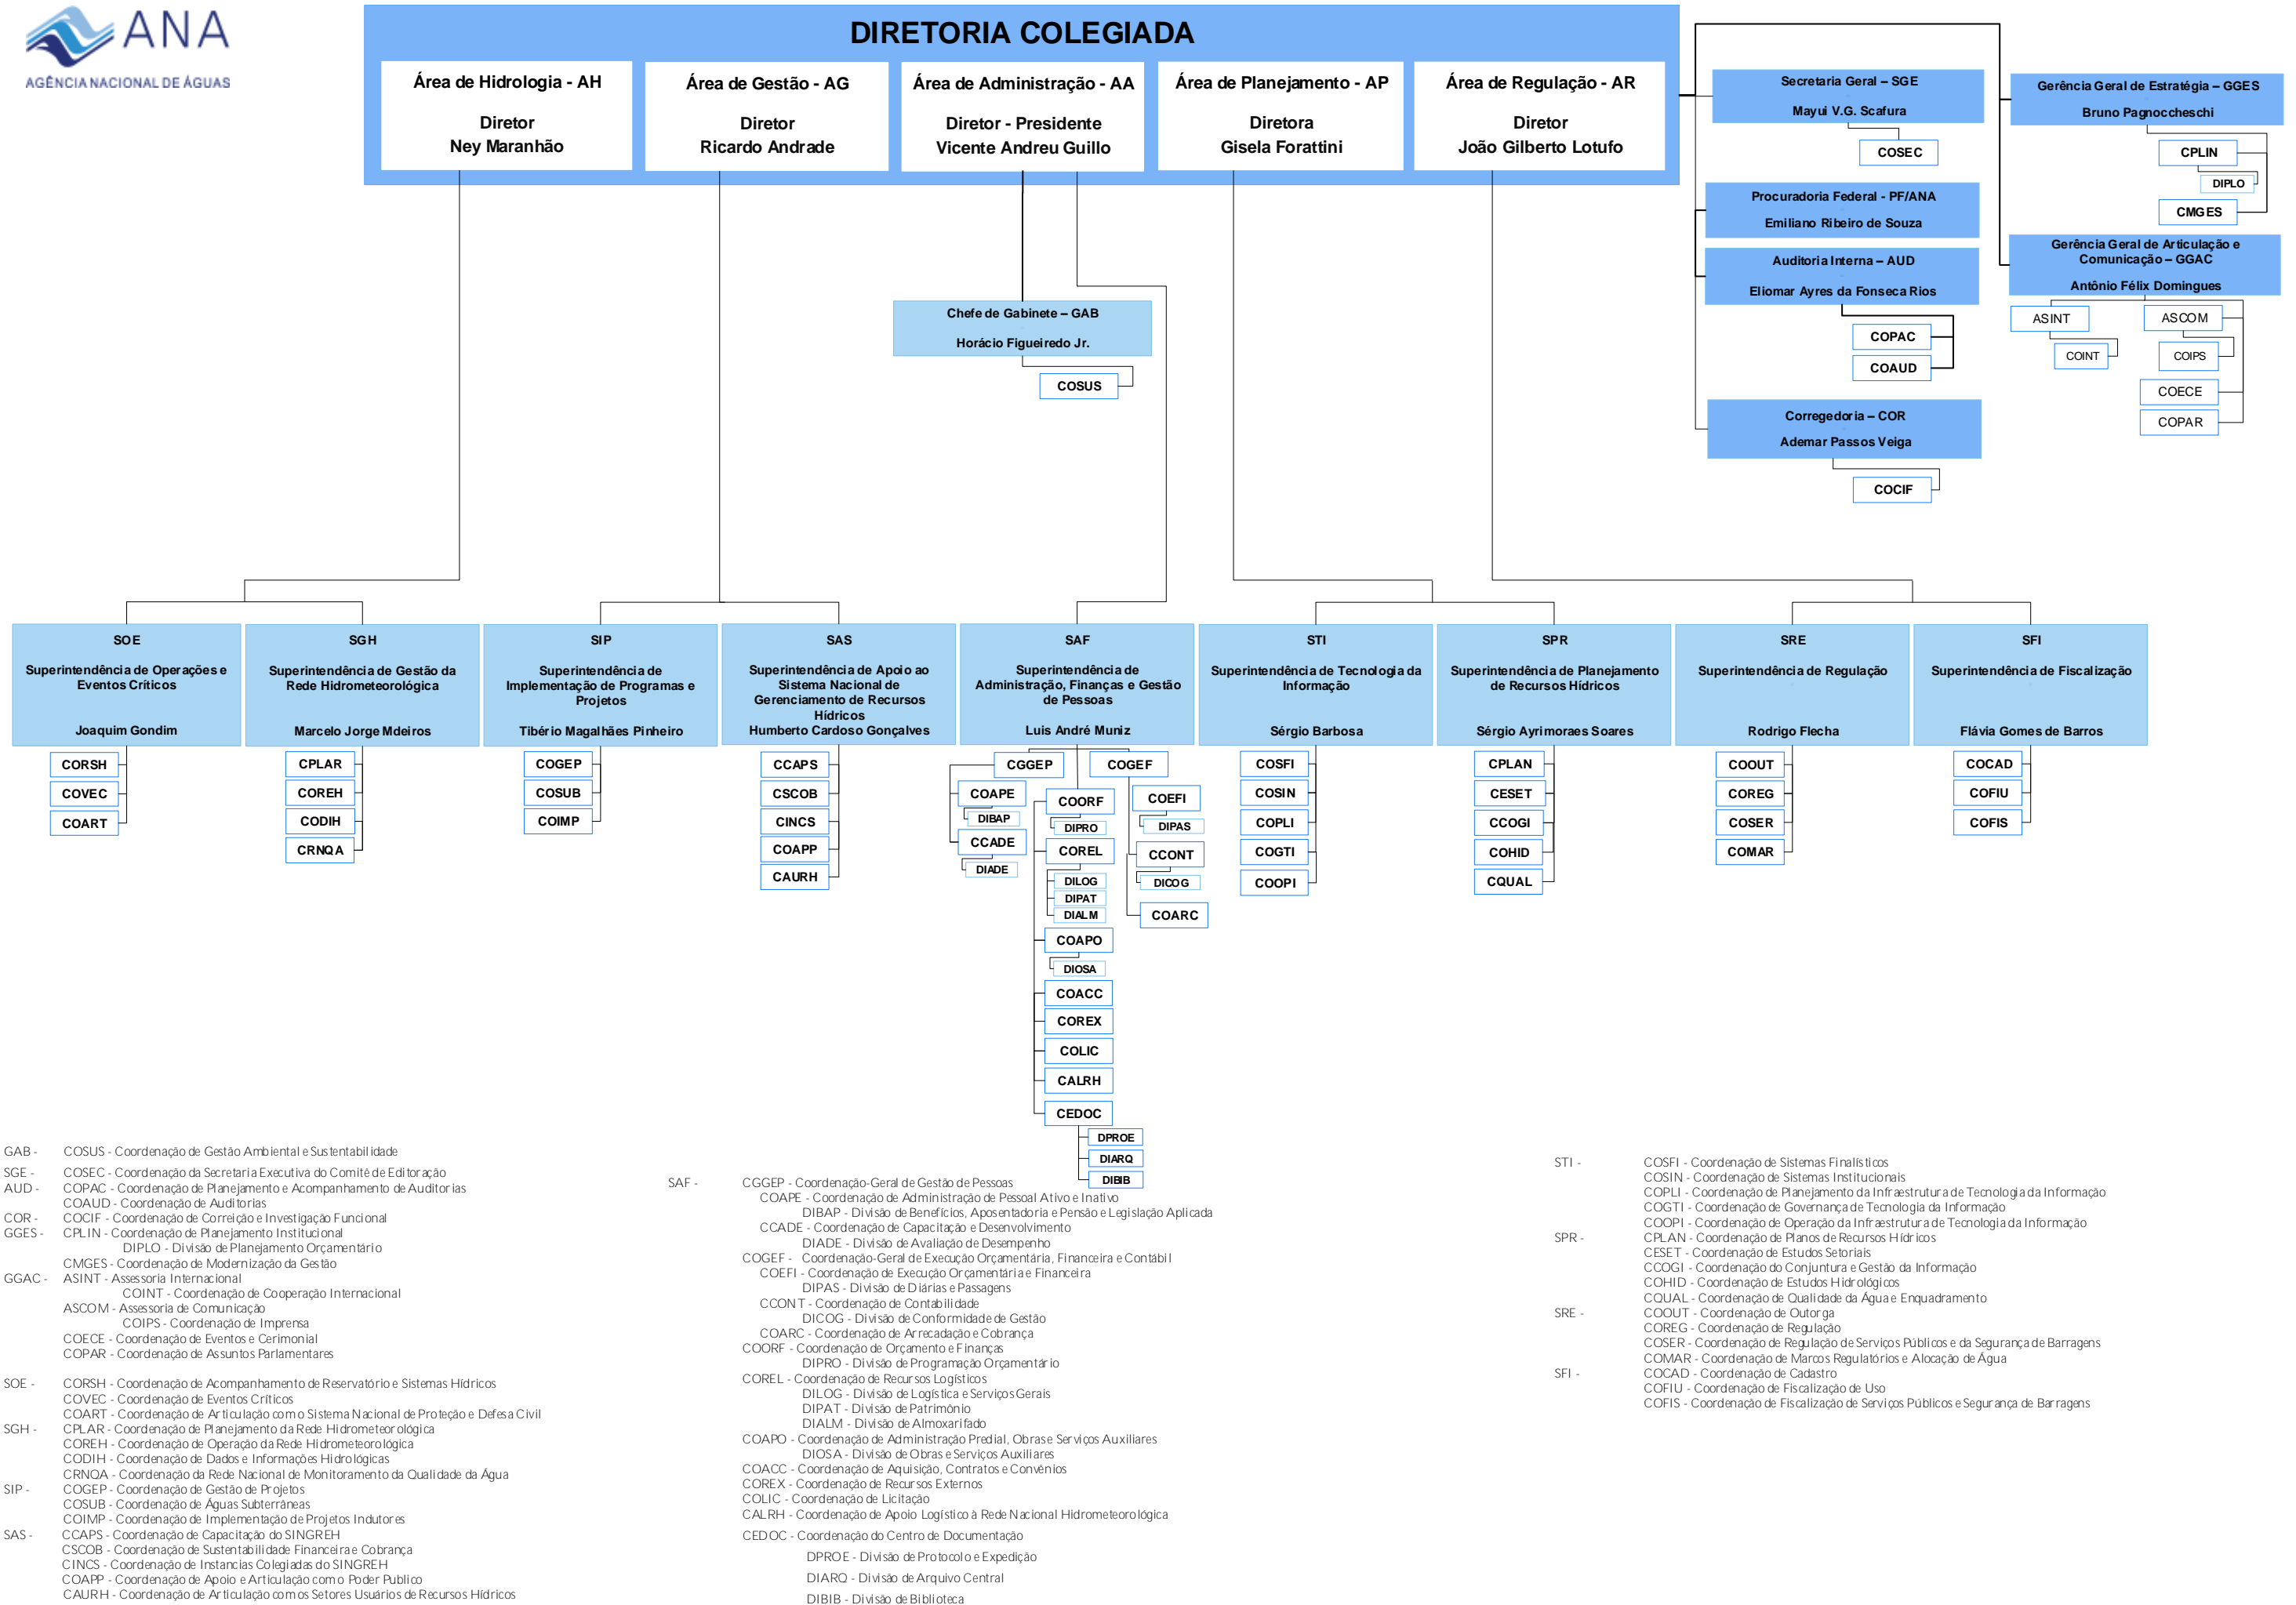 ANA
AGÊNCIA NACIONAL DE ÁGUAS
DIRETORIA COLEGIADA
Área de Hidrologia - AH
Diretor
Ney Maranhão
Área de Gestão - AG
Diretor
Ricardo Andrade
Área de Administração - AA
Diretor - Presidente
Vicente Andreu Guillo
Área de Planejamento - AP
Diretora
Gisela Forattini
Área de Regulação - AR
Diretor
João Gilberto Lotufo
Secretaria Geral – SGE
Mayui V.G. Scafura
COSEC
Procuradoria Federal - PF/ANA
Emiliano Ribeiro de Souza
Auditoria Interna – AUD
Eliomar Ayres da Fonseca Rios
COPAC
COAUD
Corregedoria – COR
Ademar Passos Veiga
COCIF
Gerência Geral de Estratégia – GGES
Bruno Pagnoccheschi
CPLIN
DIPLO
CMGES
Gerência Geral de Articulação e
Comunicação – GGAC
Antônio Félix Domingues
ASINT
COINT
ASCOM
COIPS
COECE
COPAR
Chefe de Gabinete – GAB
Horácio Figueiredo Jr.
COSUS
SOE
Superintendência de Operações e
Eventos Críticos
Joaquim Gondim
CORSH
COVEC
COART
SGH
Superintendência de Gestão da
Rede Hidrometeorológica
Marcelo Jorge Mdeiros
CPLAR
COREH
CODIH
CRNQA
SIP
Superintendência de
Implementação de Programas e
Projetos
Tibério Magalhães Pinheiro
COGEP
COSUB
COIMP
SAS
Superintendência de Apoio ao
Sistema Nacional de
Gerenciamento de Recursos
Hídricos
Humberto Cardoso Gonçalves
CCAPS
CSCOB
CINCS
COAPP
CAURH
SAF
Superintendência de
Administração, Finanças e Gestão
de Pessoas
Luis André Muniz
CGGEP
COAPE
DIBAP
CCADE
DIADE
COORF
DIPRO
COREL
DILOG
DIPAT
DIALM
COAPO
DIOSA
COACC
COREX
COLIC
CALRH
CEDOC
DPROE
DIARQ
DIBIB
COGEF
COEFI
DIPAS
CCONT
DICOG
COARC
STI
Superintendência de Tecnologia da
Informação
Sérgio Barbosa
COSFI
COSIN
COPLI
COGTI
COOPI
SPR
Superintendência de Planejamento
de Recursos Hídricos
Sérgio Ayrimoraes Soares
CPLAN
CESET
CCOGI
COHID
CQUAL
SRE
Superintendência de Regulação
Rodrigo Flecha
COOUT
COREG
COSER
COMAR
SFI
Superintendência de Fiscalização
Flávia Gomes de Barros
COCAD
COFIU
COFIS
GAB - COSUS - Coordenação de Gestão Ambiental e Sustentabilidade
SGE - COSEC - Coordenação da Secretaria Executiva do Comitê de Editoração
AUD - COPAC - Coordenação de Planejamento e Acompanhamento de Auditorias
COAUD - Coordenação de Auditorias
COR - COCIF - Coordenação de Correição e Investigação Funcional
GGES - CPLIN - Coordenação de Planejamento Institucional
DIPLO - Divisão de Planejamento Orçamentário
CMGES - Coordenação de Modernização da Gestão
GGAC - ASINT - Assessoria Internacional
COINT - Coordenação de Cooperação Internacional
ASCOM - Assessoria de Comunicação
COIPS - Coordenação de Imprensa
COECE - Coordenação de Eventos e Cerimonial
COPAR - Coordenação de Assuntos Parlamentares
SOE - CORSH - Coordenação de Acompanhamento de Reservatório e Sistemas Hídricos
COVEC - Coordenação de Eventos Críticos
COART - Coordenação de Articulação com o Sistema Nacional de Proteção e Defesa Civil
SGH - CPLAR - Coordenação de Planejamento da Rede Hidrometeorológica
COREH - Coordenação de Operação da Rede Hidrometeorológica
CODIH - Coordenação de Dados e Informações Hidrológicas
CRNQA - Coordenação da Rede Nacional de Monitoramento da Qualidade da Água
SIP - COGEP - Coordenação de Gestão de Projetos
COSUB - Coordenação de Águas Subterrâneas
COIMP - Coordenação de Implementação de Projetos Indutores
SAS - CCAPS - Coordenação de Capacitação do SINGREH
CSCOB - Coordenação de Sustentabilidade Financeira e Cobrança
CINCS - Coordenação de Instancias Colegiadas do SINGREH
COAPP - Coordenação de Apoio e Articulação com o Poder Publico
CAURH - Coordenação de Articulação com os Setores Usuários de Recursos Hídricos
SAF - CGGEP - Coordenação-Geral de Gestão de Pessoas
COAPE - Coordenação de Administração de Pessoal Ativo e Inativo
DIBAP - Divisão de Benefícios, Aposentadoria e Pensão e Legislação Aplicada
CCADE - Coordenação de Capacitação e Desenvolvimento
DIADE - Divisão de Avaliação de Desempenho
COGEF - Coordenação-Geral de Execução Orçamentária, Financeira e Contábil
COEFI - Coordenação de Execução Orçamentária e Financeira
DIPAS - Divisão de Diárias e Passagens
CCONT - Coordenação de Contabilidade
DICOG - Divisão de Conformidade de Gestão
COARC - Coordenação de Arrecadação e Cobrança
COORF - Coordenação de Orçamento e Finanças
DIPRO - Divisão de Programação Orçamentário
COREL - Coordenação de Recursos Logísticos
DILOG - Divisão de Logística e Serviços Gerais
DIPAT - Divisão de Patrimônio
DIALM - Divisão de Almoxarifado
COAPO - Coordenação de Administração Predial, Obras e Serviços Auxiliares
DIOSA - Divisão de Obras e Serviços Auxiliares
COACC - Coordenação de Aquisição, Contratos e Convênios
COREX - Coordenação de Recursos Externos
COLIC - Coordenação de Licitação
CALRH - Coordenação de Apoio Logístico à Rede Nacional Hidrometeorológica
CEDOC - Coordenação do Centro de Documentação
DPROE - Divisão de Protocolo e Expedição
DIARQ - Divisão de Arquivo Central
DIBIB - Divisão de Biblioteca
STI - COSFI - Coordenação de Sistemas Finalísticos
COSIN - Coordenação de Sistemas Institucionais
COPLI - Coordenação de Planejamento da Infraestrutura de Tecnologia da Informação
COGTI - Coordenação de Governança de Tecnologia da Informação
COOPI - Coordenação de Operação da Infraestrutura de Tecnologia da Informação
SPR - CPLAN - Coordenação de Planos de Recursos Hídricos
CESET - Coordenação de Estudos Setoriais
CCOGI - Coordenação do Conjuntura e Gestão da Informação
COHID - Coordenação de Estudos Hidrológicos
CQUAL - Coordenação de Qualidade da Água e Enquadramento
SRE - COOUT - Coordenação de Outorga
COREG - Coordenação de Regulação
COSER - Coordenação de Regulação de Serviços Públicos e da Segurança de Barragens
COMAR - Coordenação de Marcos Regulatórios e Alocação de Água
SFI - COCAD - Coordenação de Cadastro
COFIU - Coordenação de Fiscalização de Uso
COFIS - Coordenação de Fiscalização de Serviços Públicos e Segurança de Barragens